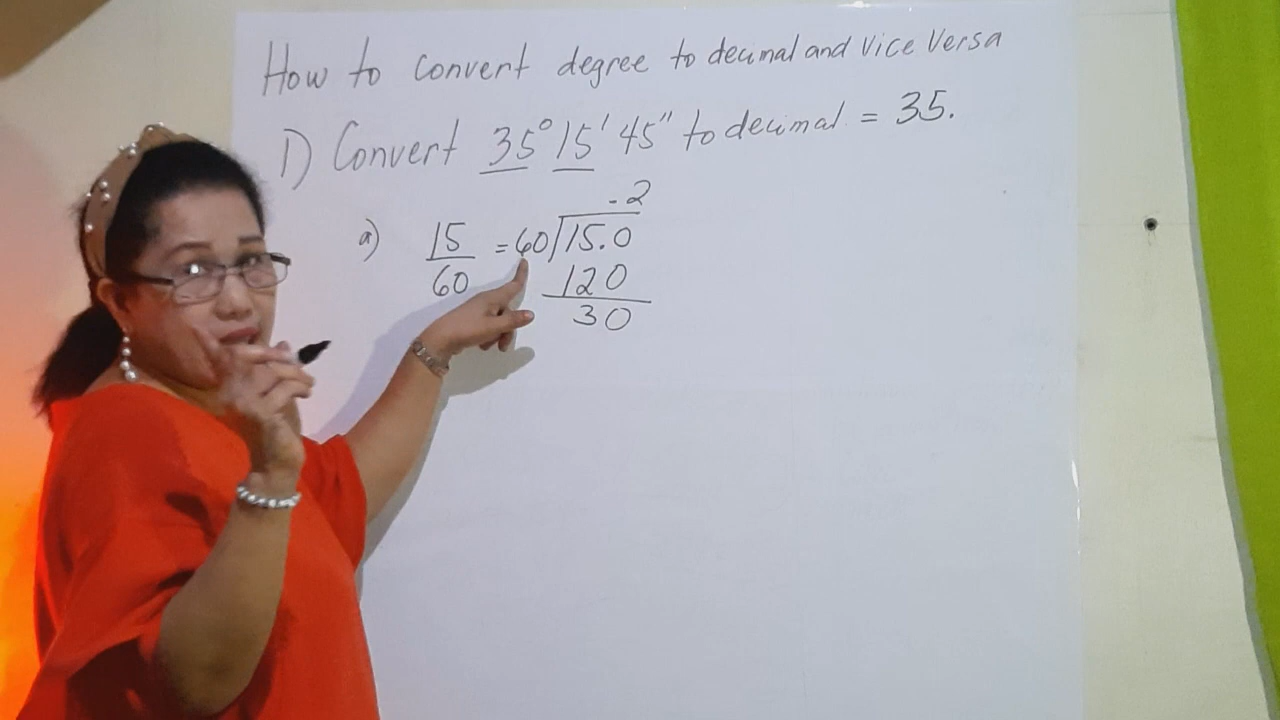 How to convert degree to decimal and Vice Versa
1) Convert 35° 15' 45" to decimal = 35.
.2
a) 15/60 = 60)15.0
120
30